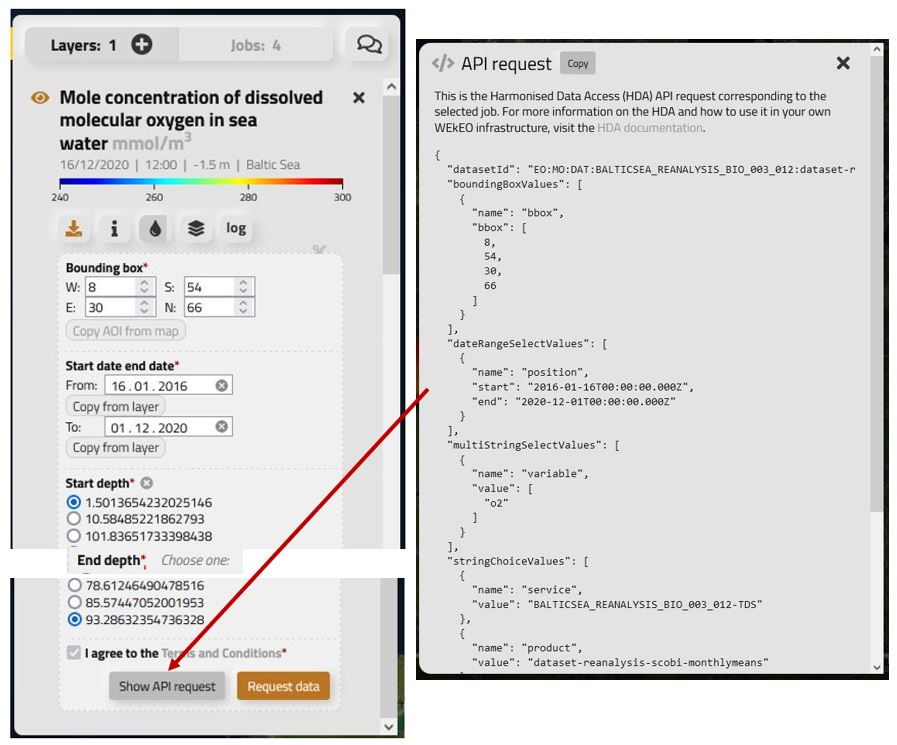 Layers: 1
Jobs: 4
Mole concentration of dissolved
molecular oxygen in sea
water mmol/m³
16/12/2020 | 12:00 | -1.5 m | Baltic Sea
240 260 280 300
i
log
Bounding box*
W: 8 S: 54
E: 30 N: 66
Copy AOI from map
Start date end date*
From: 16 . 01 . 2016
Copy from layer
To: 01 . 12 . 2020
Copy from layer
Start depth*
1.5013654232025146
10.58485221862793
101.83651733398438
End depth* Choose one:
78.61246490478516
85.57447052001953
93.28632354736328
I agree to the Terms and Conditions*
Show API request
Request data
</> API request
Copy
This is the Harmonised Data Access (HDA) API request corresponding to the
selected job. For more information on the HDA and how to use it in your own
WEkEO infrastructure, visit the HDA documentation.
{
"datasetId": "EO:MO:DAT:BALTICSEA_REANALYSIS_BIO_003_012:dataset-r
"boundingBoxValues": [
{
"name": "bbox",
"bbox": [
8,
54,
30,
66
]
}
],
"dateRangeSelectValues": [
{
"name": "position",
"start": "2016-01-16T00:00:00.000Z",
"end": "2020-12-01T00:00:00.000Z"
}
],
"multiStringSelectValues": [
{
"name": "variable",
"value": [
"o2"
]
}
],
"stringChoiceValues": [
{
"name": "service",
"value": "BALTICSEA_REANALYSIS_BIO_003_012-TDS"
},
{
"name": "product",
"value": "dataset-reanalysis-scobi-monthlymeans"